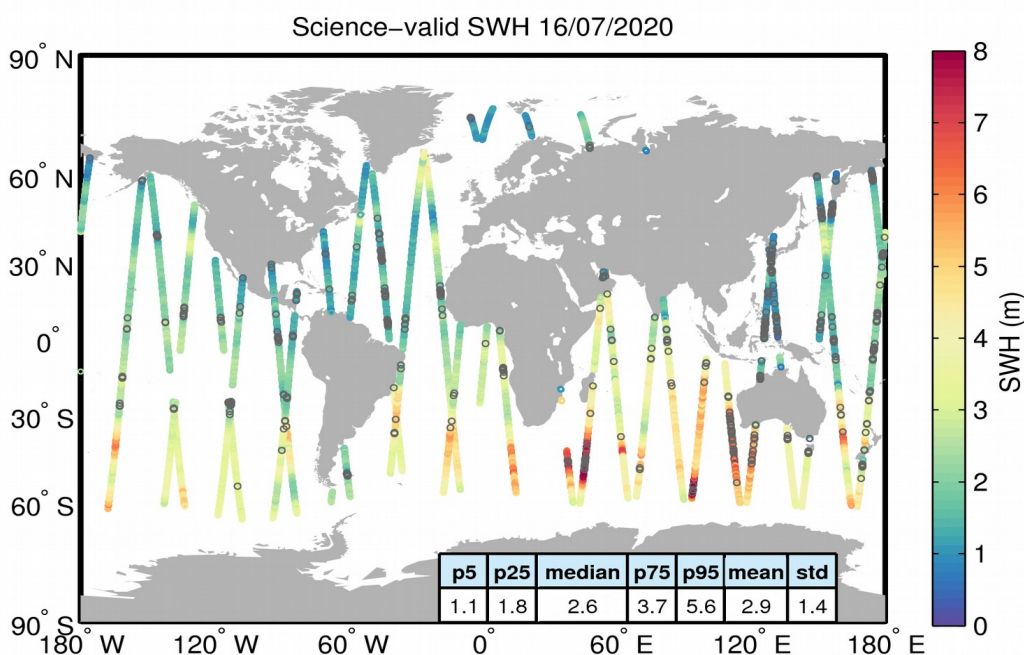 Science−valid SWH 16/07/2020
90° N
60° N
30° N
0°
30° S
60° S
90° S
180° W
120° W
60° W
0°
60° E
120° E
180° E
p5 p25 median p75 p95 mean std
1.1 1.8 2.6 3.7 5.6 2.9 1.4
8
7
6
5
4
3
2
1
0
SWH (m)